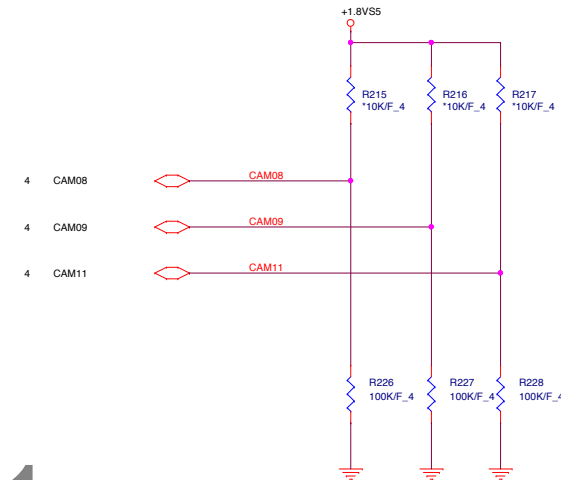 +1.8VS5
R215
*10K/F_4
R216
*10K/F_4
R217
*10K/F_4
4 CAM08 CAM08
4 CAM09 CAM09
4 CAM11 CAM11
R226
100K/F_4
R227
100K/F_4
R228
100K/F_4